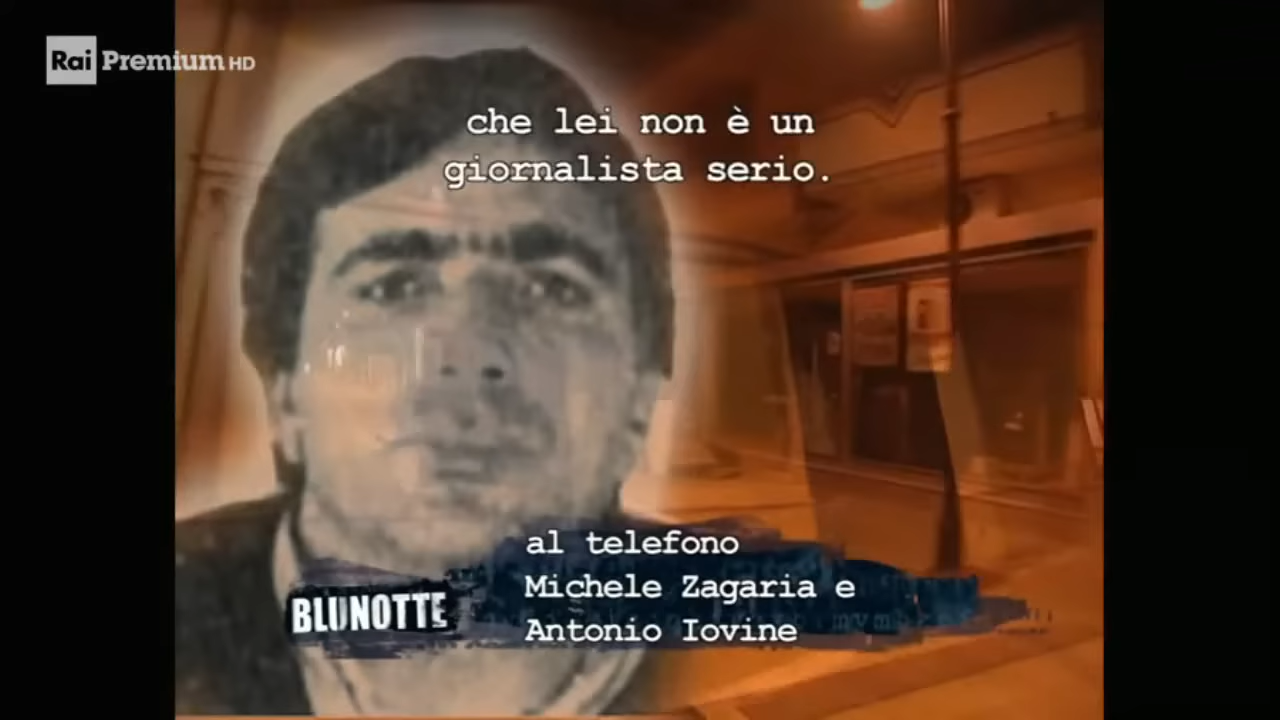 Rai Premium HD
che lei non è un
giornalista serio.
al telefono
Michele Zagaria e
BLUNOTTE
Antonio Iovine